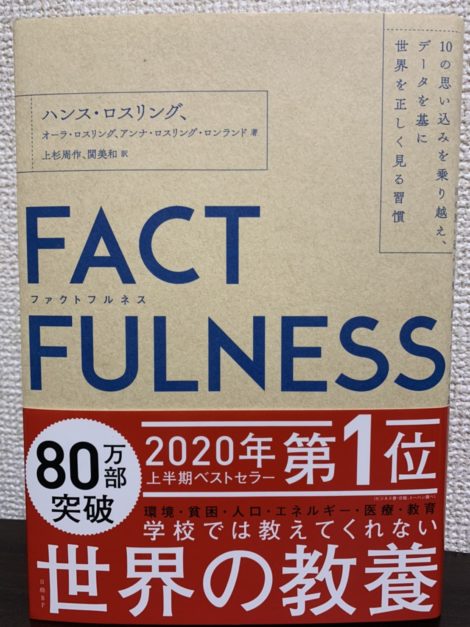 10の思い込みを乗り越え、
データを基に
世界を正しく見る習慣
ハンス・ロスリング、
オーラ・ロスリング、アンナ・ロスリング・ロンランド 著
上杉周作、関美和 訳
FACT
ファクトフルネス
FULNESS
80万部
突破
2020年
上半期ベストセラー
第1位
環境・貧困・人口・エネルギー・医療・教育
学校では教えてくれない
世界の教養
日経BP